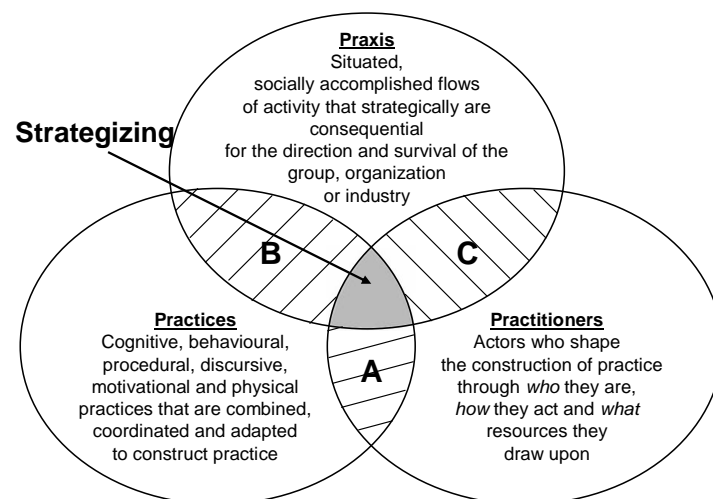 Praxis
Situated,
socially accomplished flows
of activity that strategically are
consequential
for the direction and survival of the
group, organization
or industry
Strategizing
B
C
A
Practices
Cognitive, behavioural,
procedural, discursive,
motivational and physical
practices that are combined,
coordinated and adapted
to construct practice
Practitioners
Actors who shape
the construction of practice
through who they are,
how they act and what
resources they
draw upon